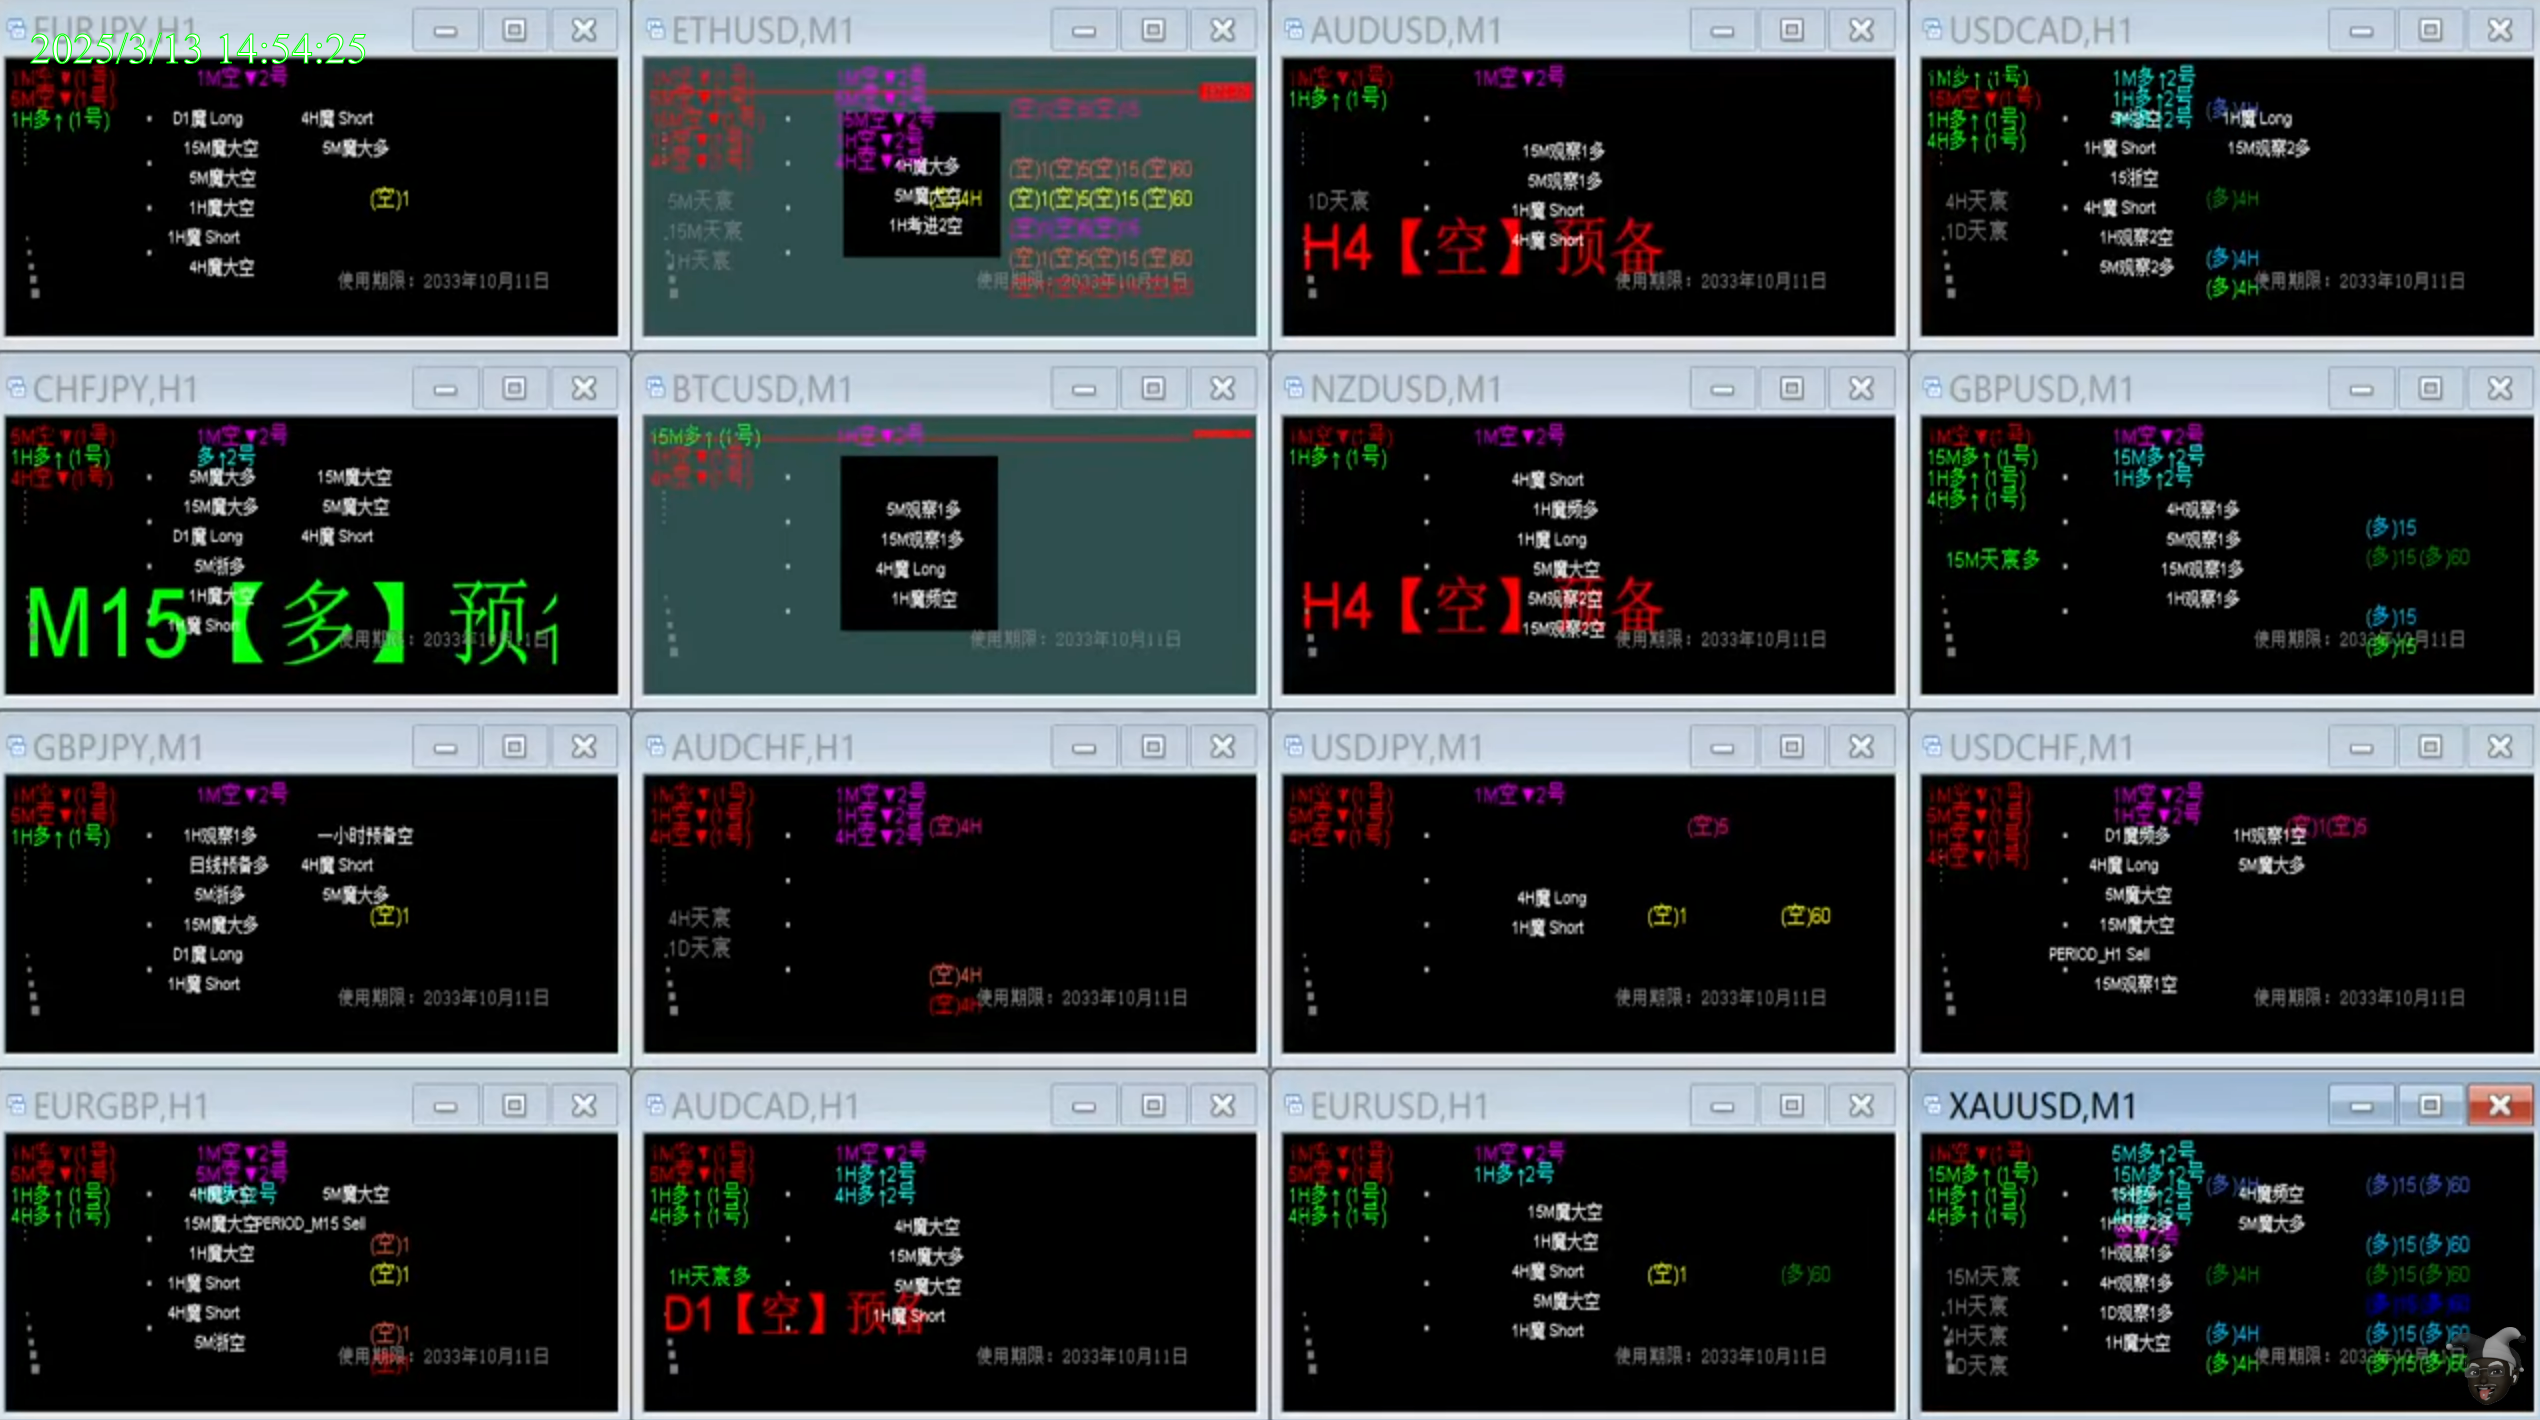 EURJPY,H1
2025/3/13 14:54:25
1M空▼(1号)
5M空▼(1号)
1H多↑(1号)
1M空▼2号
D1魔 Long 4H魔 Short
15M魔大空 5M魔大多
5M魔大空
1H魔大空
(空)1
1H魔 Short
4H魔大空
使用期限：2033年10月11日
ETHUSD,M1
15M空▼2号
1H空▼2号
4H空▼2号
4H魔大多
5M魔大空
1H考进2空
(空)1(空)5(空)15(空)60
(空)1(空)5(空)15(空)60
(空)1(空)5(空)15(空)60
5M天宸
15M天宸
1H天宸
使用期限：2033年10月11日
AUDUSD,M1
1M空▼(1号)
1H多↑(1号)
1M空▼2号
15M观察1多
5M观察1多
1D天宸
1H魔 Short
4H魔 Short
H4【空】预备
使用期限：2033年10月11日
USDCAD,H1
1M多↑(1号)
15M空▼(1号)
1H多↑(1号)
4H多↑(1号)
1M多↑2号
1H多↑2号
(多)4H
1H魔 Long
1H魔 Short 15M观察2多
15浙空
4H天宸
4H魔 Short
(多)4H
1D天宸
1H观察2空
5M观察2多
(多)4H
(多)4H
使用期限：2033年10月11日
CHFJPY,H1
5M空▼(1号)
1H多↑(1号)
4H空▼(1号)
1M空▼2号
多↑2号
5M魔大多 15M魔大空
15M魔大多 5M魔大空
D1魔 Long 4H魔 Short
5M浙多
1H魔大空
1H魔 Short
M15【多】预
使用期限：2033年10月11日
BTCUSD,M1
15M多↑(1号)
1H空▼(1号)
4H空▼(1号)
1H空▼2号
5M观察1多
15M观察1多
4H魔 Long
1H魔频空
使用期限：2033年10月11日
NZDUSD,M1
1M空▼(1号)
1H多↑(1号)
1M空▼2号
4H魔 Short
1H魔频多
1H魔 Long
5M魔大空
5M观察2空
15M观察2空
H4【空】预备
使用期限：2033年10月11日
GBPUSD,M1
1M空▼(1号)
15M多↑(1号)
1H多↑(1号)
4H多↑(1号)
1M空▼2号
15M多↑2号
1H多↑2号
4H观察1多
5M观察1多
15M观察1多
1H观察1多
15M天宸多
(多)15
(多)15(多)60
(多)15
(多)15
使用期限：2033年10月11日
GBPJPY,M1
1M空▼(1号)
5M空▼(1号)
1H多↑(1号)
1M空▼2号
1H观察1多 一小时预备空
日线预备多 4H魔 Short
5M浙多 5M魔大多
(空)1
15M魔大多
D1魔 Long
1H魔 Short
使用期限：2033年10月11日
AUDCHF,H1
1M空▼(1号)
1H空▼(1号)
4H空▼(1号)
1M空▼2号
1H空▼2号
4H空▼2号
(空)4H
4H天宸
1D天宸
(空)4H
(空)4H
使用期限：2033年10月11日
USDJPY,M1
1M空▼(1号)
5M空▼(1号)
4H空▼(1号)
1M空▼2号
(空)5
4H魔 Long
1H魔 Short
(空)1 (空)60
使用期限：2033年10月11日
USDCHF,M1
1M空▼(1号)
5M空▼(1号)
1H空▼(1号)
4H空▼(1号)
1M空▼2号
1H空▼2号
(空)1(空)5
D1魔频多 1H观察1空
4H魔 Long 5M魔大多
5M魔大空
15M魔大空
PERIOD_H1 Sell
15M观察1空
使用期限：2033年10月11日
EURGBP,H1
1M空▼(1号)
5M空▼(1号)
1H多↑(1号)
4H多↑(1号)
1M空▼2号
5M空▼2号
4H魔大空 5M魔大空
15M魔大空 PERIOD_M15 Sell
1H魔大空
1H魔 Short
4H魔 Short
5M浙空
(空)1
(空)1
(空)1
(空)1
使用期限：2033年10月11日
AUDCAD,H1
1M空▼(1号)
5M空▼(1号)
1H多↑(1号)
4H多↑(1号)
1M空▼2号
1H多↑2号
4H多↑2号
4H魔大空
15M魔大多
5M魔大空
1H魔 Short
1H天宸多
D1【空】预备
使用期限：2033年10月11日
EURUSD,H1
1M空▼(1号)
5M空▼(1号)
1H多↑(1号)
4H多↑(1号)
1M空▼2号
1H多↑2号
15M魔大空
1H魔大空
4H魔 Short
5M魔大空
1H魔 Short
(空)1 (多)60
使用期限：2033年10月11日
XAUUSD,M1
1M空▼(1号)
15M多↑(1号)
1H多↑(1号)
4H多↑(1号)
5M多↑2号
15M多↑2号
(多)4H
4H魔频空
(多)15(多)60
1H观察2多
5M魔大多
1H观察1多
(多)15(多)60
15M天宸
4H观察1多
(多)4H
(多)15(多)60
1H天宸
1D观察1多
(多)15(多)60
4H天宸
1H魔大空
(多)4H
(多)15(多)60
1D天宸
(多)4H
(多)15(多)60